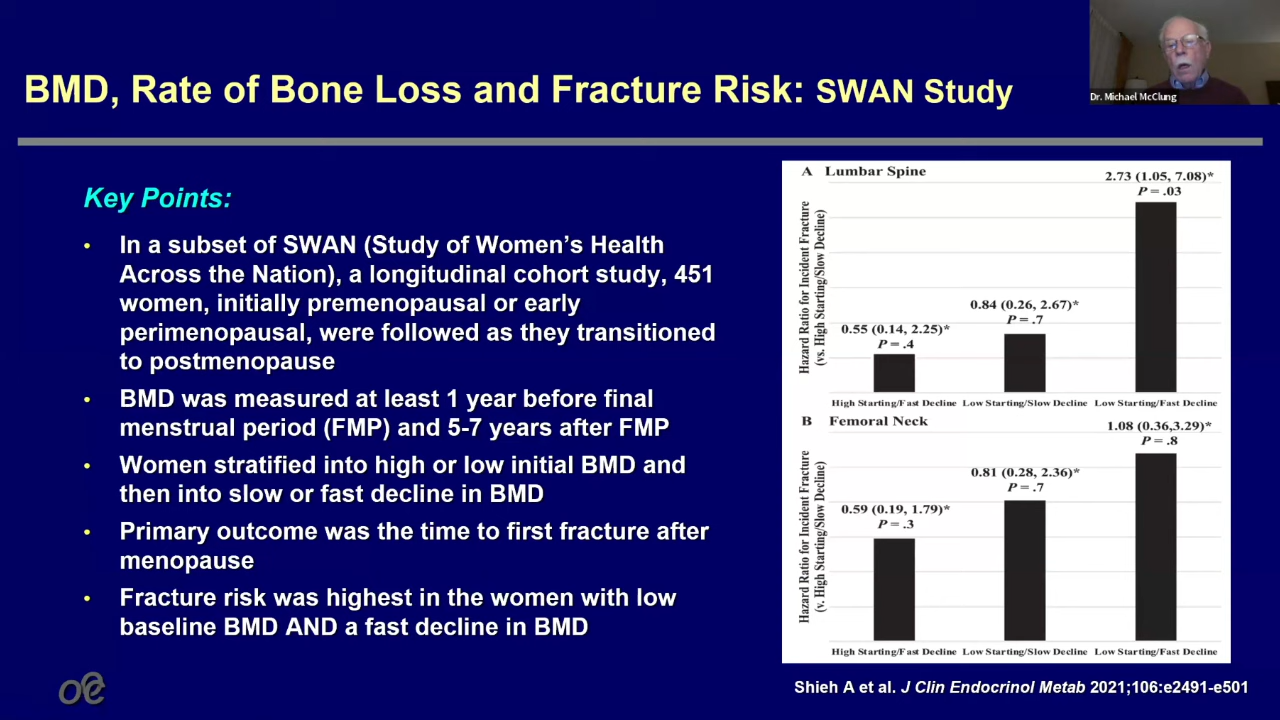 BMD, Rate of Bone Loss and Fracture Risk: SWAN Study
Dr. Michael McClung
Key Points:
• In a subset of SWAN (Study of Women's Health
Across the Nation), a longitudinal cohort study, 451
women, initially premenopausal or early
perimenopausal, were followed as they transitioned
to postmenopause
• BMD was measured at least 1 year before final
menstrual period (FMP) and 5-7 years after FMP
• Women stratified into high or low initial BMD and
then into slow or fast decline in BMD
• Primary outcome was the time to first fracture after
menopause
• Fracture risk was highest in the women with low
baseline BMD AND a fast decline in BMD
oe
A Lumbar Spine
Hazard Ratio for Incident Fracture
(vs. High Starting/Slow Decline)
0.55 (0.14, 2.25)*
P = .4
0.84 (0.26, 2.67)*
P = .7
2.73 (1.05, 7.08)*
P = .03
High Starting/Fast Decline Low Starting/Slow Decline Low Starting/Fast Decline
B Femoral Neck
Hazard Ratio for Incident Fracture
(v. High Starting/Slow Decline)
0.59 (0.19, 1.79)*
P = .3
0.81 (0.28, 2.36)*
P = .7
1.08 (0.36,3.29)*
P = .8
High Starting/Fast Decline Low Starting/Slow Decline Low Starting/Fast Decline
Shieh A et al. J Clin Endocrinol Metab 2021;106:e2491-e501